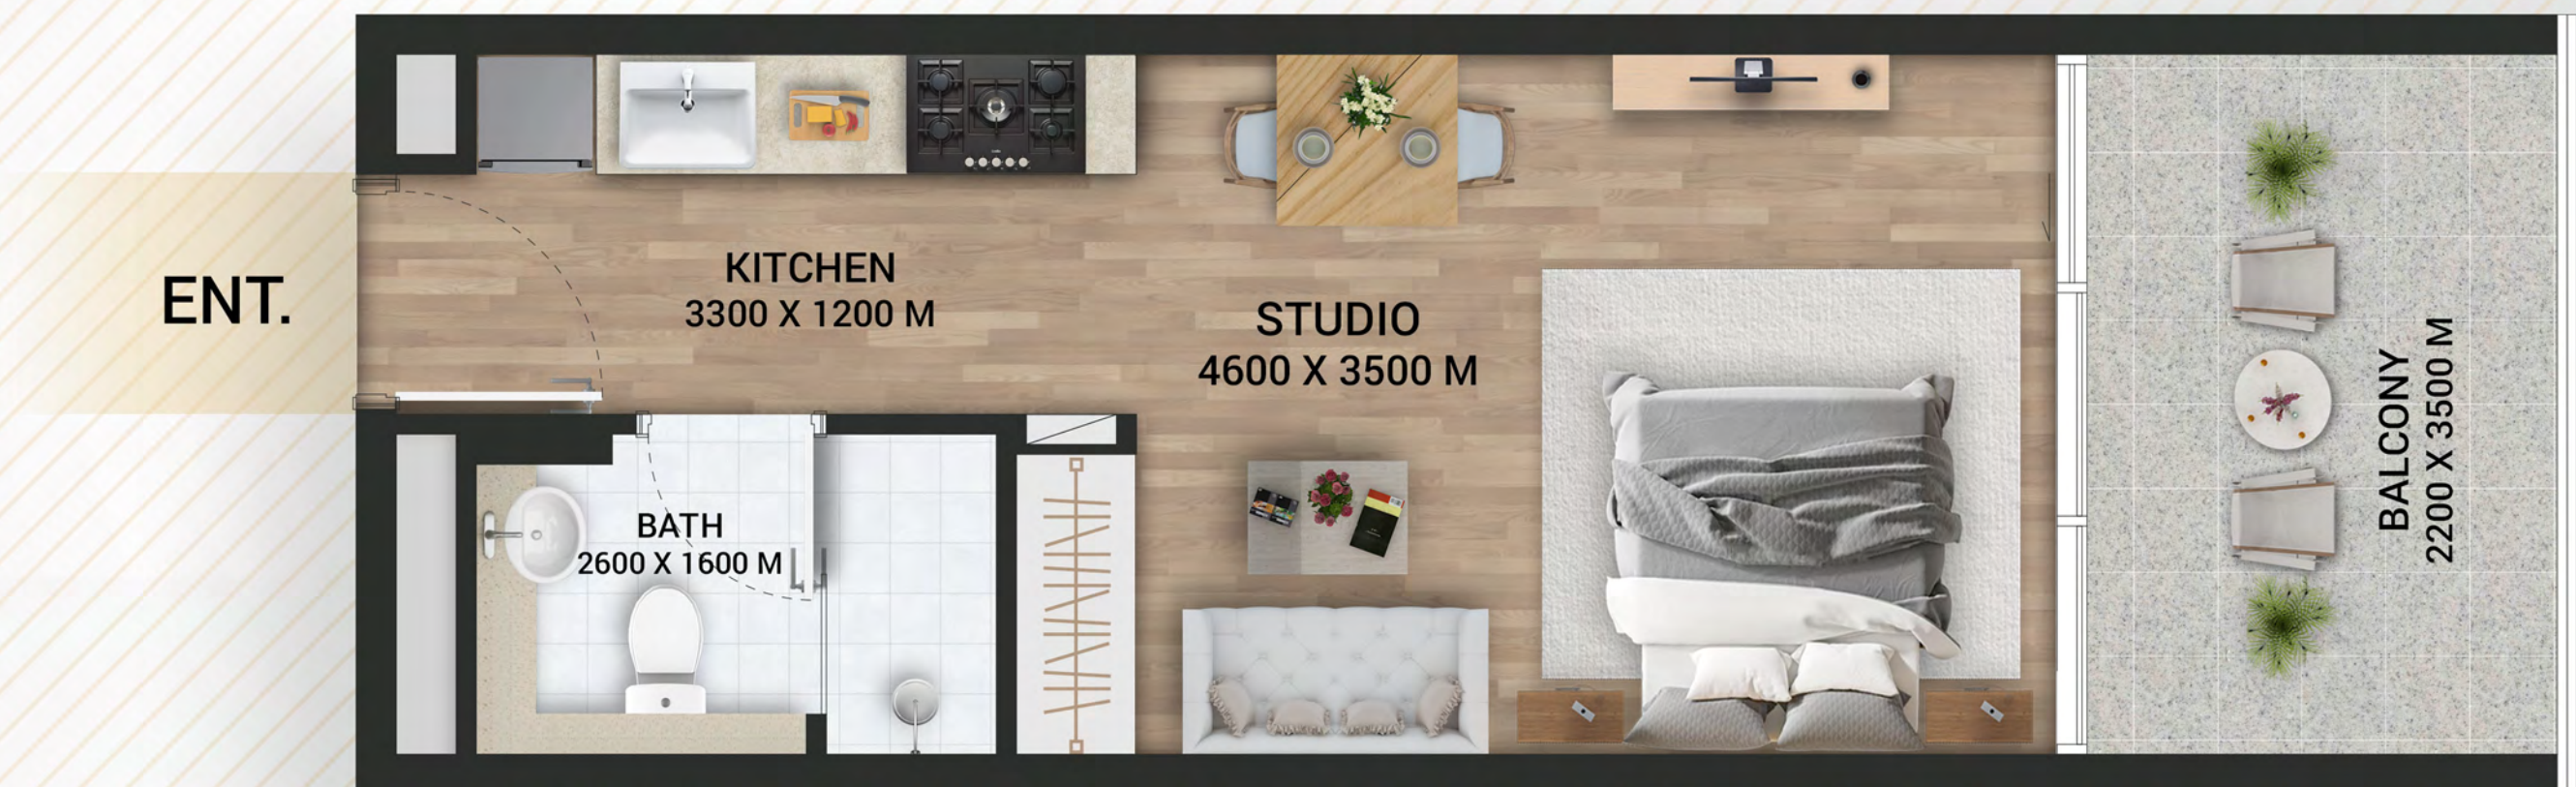 ENT.
KITCHEN
3300 X 1200 M
STUDIO
4600 X 3500 M
BATH
2600 X 1600 M
BALCONY
2200 X 3500 M